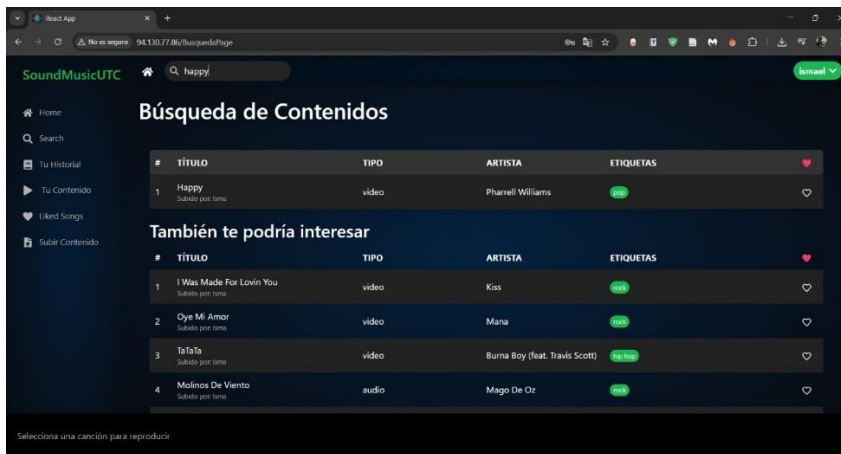 React App
No es seguro 94.130.77.86/BusquedaPage
SoundMusicUTC
happy
ismael
Home
Search
Tu Historial
Tu Contenido
Liked Songs
Subir Contenido
Búsqueda de Contenidos
# TÍTULO TIPO ARTISTA ETIQUETAS
1 Happy video Pharrell Williams pop
Subido por: Isma
También te podría interesar
# TÍTULO TIPO ARTISTA ETIQUETAS
1 I Was Made For Lovin You video Kiss rock
Subido por: Isma
2 Oye Mi Amor video Mana rock
Subido por: Isma
3 TaTaTa video Burna Boy (feat. Travis Scott) hip hop
Subido por: Isma
4 Molinos De Viento audio Mago De Oz rock
Subido por: Isma
Selecciona una canción para reproducir